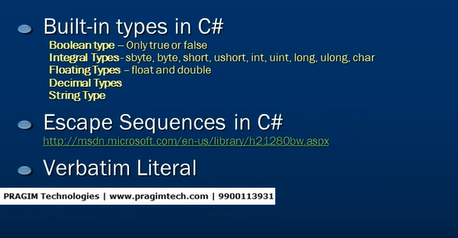 Built-in types in C#
Boolean type – Only true or false
Integral Types - sbyte, byte, short, ushort, int, uint, long, ulong, char
Floating Types – float and double
Decimal Types
String Type
Escape Sequences in C#
http://msdn.microsoft.com/en-us/library/h21280bw.aspx
Verbatim Literal
PRAGIM Technologies | www.pragimtech.com | 9900113931